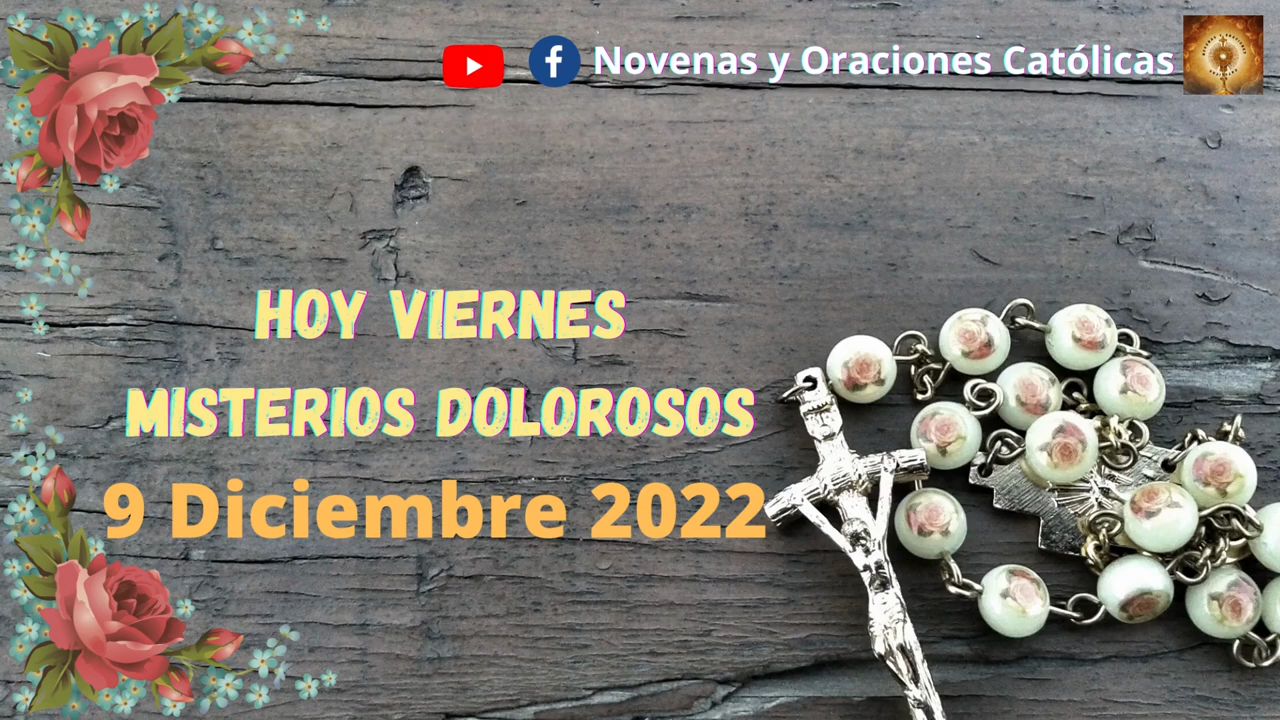 Novenas y Oraciones Católicas
HOY VIERNES
MISTERIOS DOLOROSOS
9 Diciembre 2022